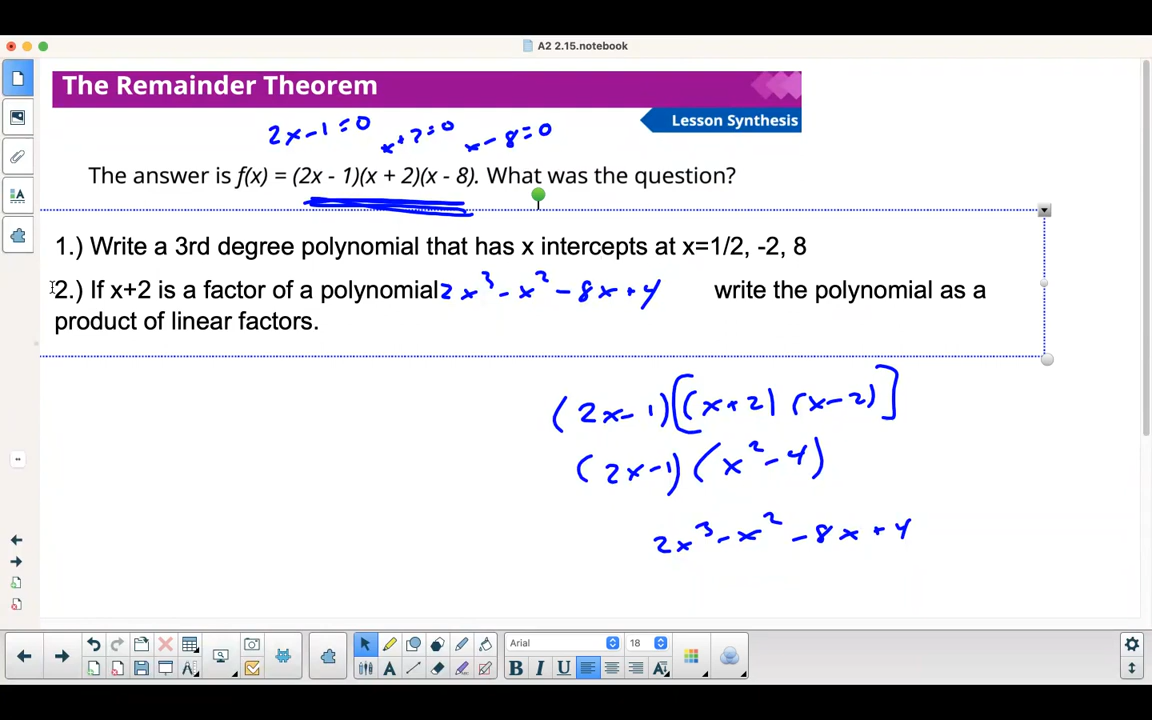 A2 2.15.notebook
The Remainder Theorem
Lesson Synthesis
2x-1=0 x+2=0 x-8=0
The answer is f(x) = (2x - 1)(x + 2)(x - 8). What was the question?
1.) Write a 3rd degree polynomial that has x intercepts at x=1/2, -2, 8
2.) If x+2 is a factor of a polynomial 2x³-x²-8x+4 write the polynomial as a
product of linear factors.
(2x-1)[(x+2)(x-2)]
(2x-1)(x²-4)
2x³-x²-8x+4
Arial 18
B I U A